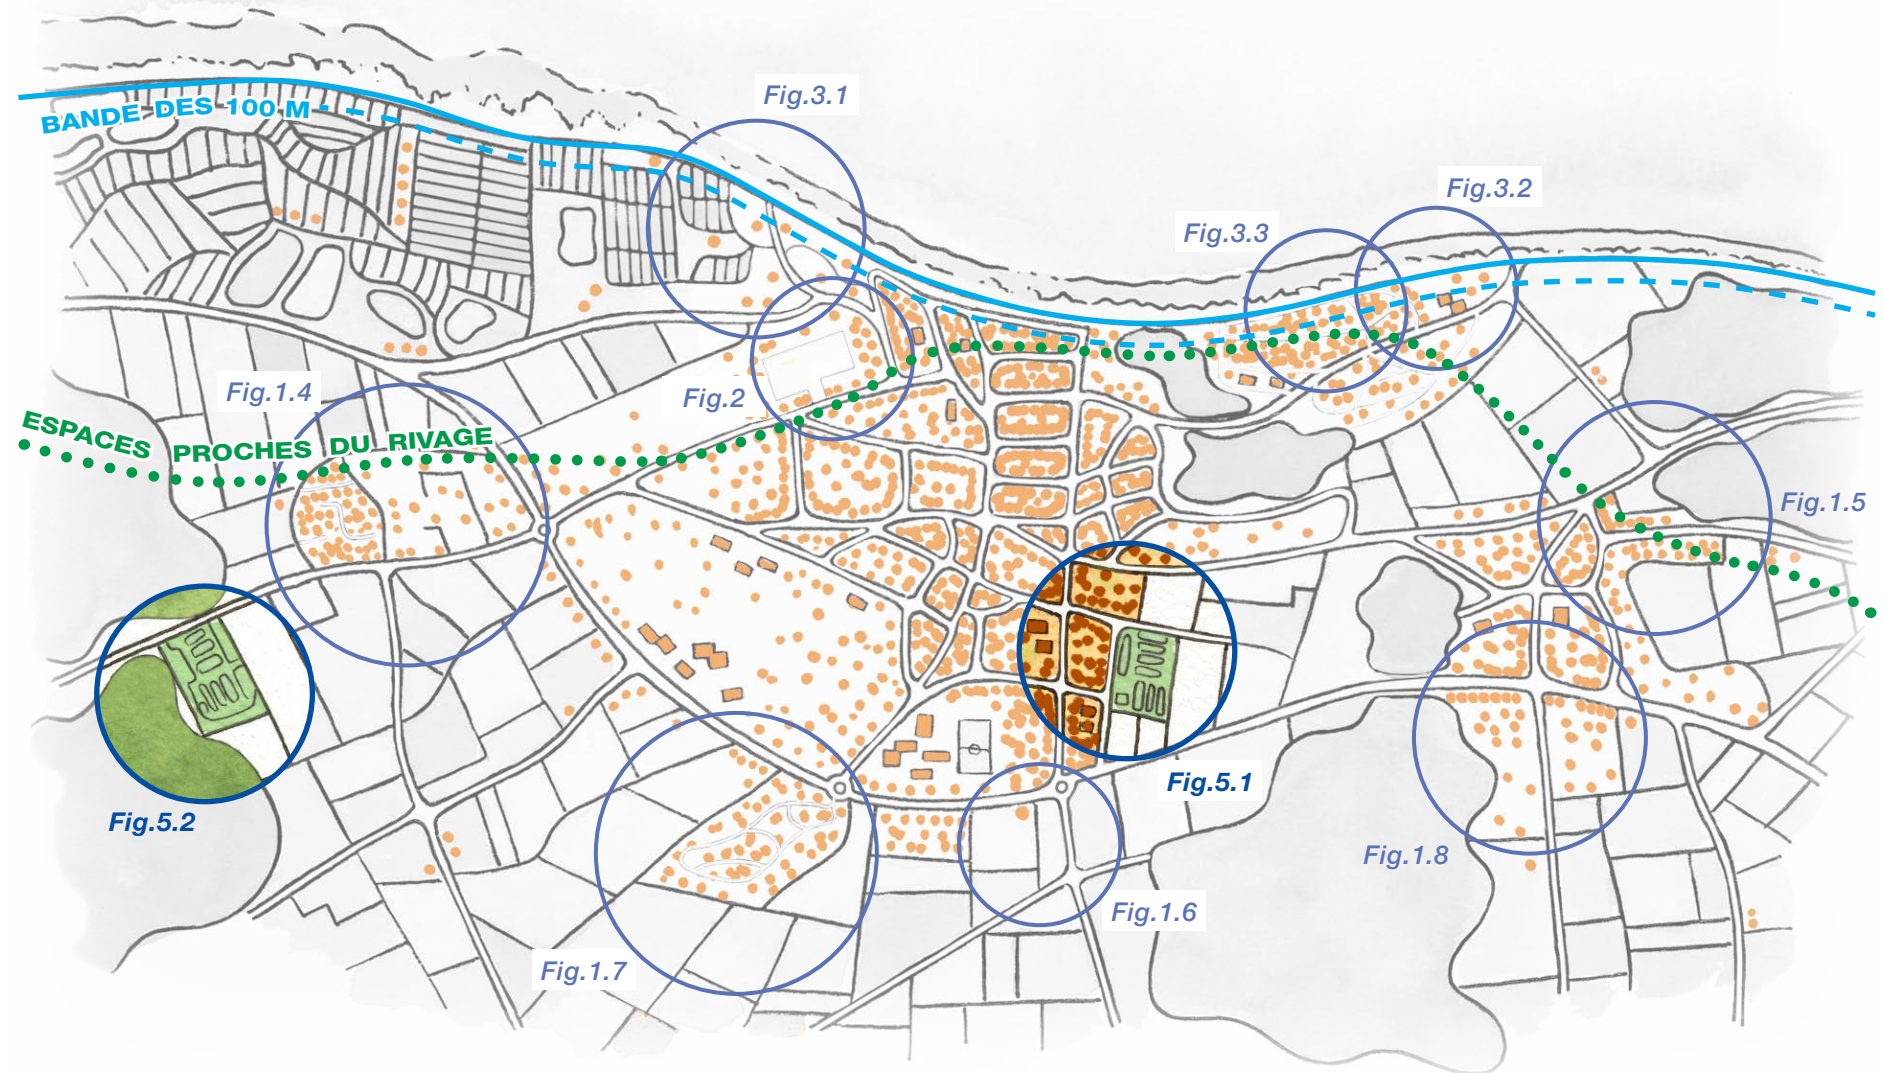 Fig.3.1
BANDE DES 100 M
Fig.3.2
Fig.3.3
Fig.1.4
Fig.2
ESPACES PROCHES DU RIVAGE
Fig.1.5
Fig.5.1
Fig.5.2
Fig.1.8
Fig.1.6
Fig.1.7